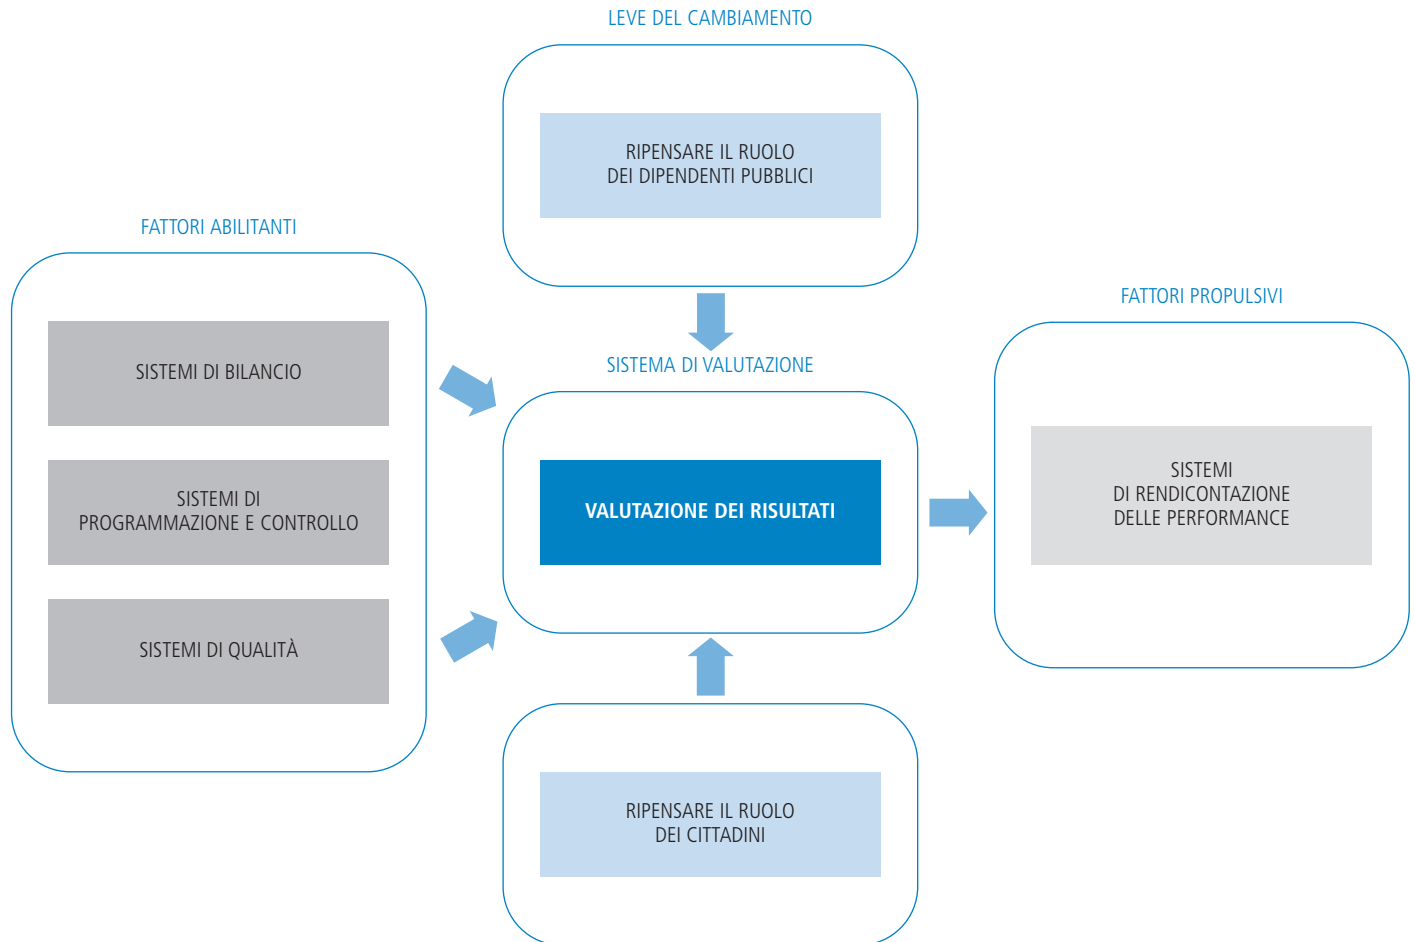 LEVE DEL CAMBIAMENTO
RIPENSARE IL RUOLO
DEI DIPENDENTI PUBBLICI
FATTORI ABILITANTI
SISTEMI DI BILANCIO
SISTEMI DI
PROGRAMMAZIONE E CONTROLLO
SISTEMI DI QUALITÀ
SISTEMA DI VALUTAZIONE
VALUTAZIONE DEI RISULTATI
FATTORI PROPULSIVI
SISTEMI
DI RENDICONTAZIONE
DELLE PERFORMANCE
RIPENSARE IL RUOLO
DEI CITTADINI